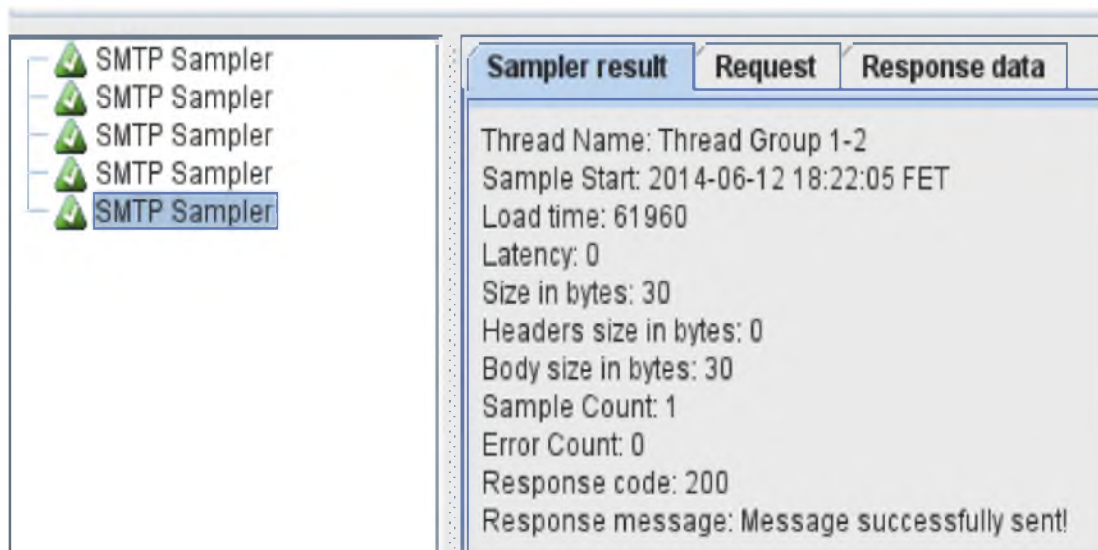 SMTP Sampler
SMTP Sampler
SMTP Sampler
SMTP Sampler
SMTP Sampler
Sampler result
Request
Response data
Thread Name: Thread Group 1-2
Sample Start: 2014-06-12 18:22:05 FET
Load time: 61960
Latency: 0
Size in bytes: 30
Headers size in bytes: 0
Body size in bytes: 30
Sample Count: 1
Error Count: 0
Response code: 200
Response message: Message successfully sent!